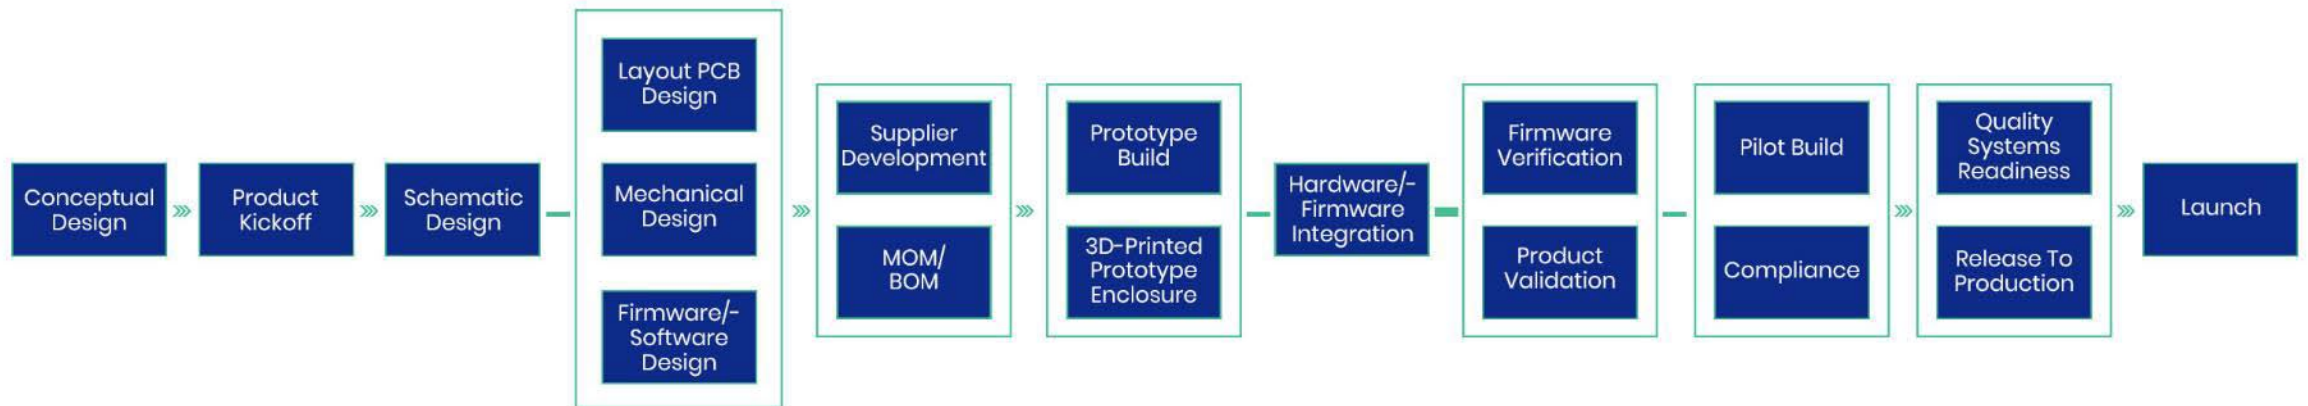 Conceptual
Design
Product
Kickoff
Schematic
Design
Layout PCB
Design
Mechanical
Design
Firmware/-
Software
Design
Supplier
Development
MOM/
BOM
Prototype
Build
3D-Printed
Prototype
Enclosure
Hardware/-
Firmware
Integration
Firmware
Verification
Product
Validation
Pilot Build
Compliance
Quality
Systems
Readiness
Release To
Production
Launch